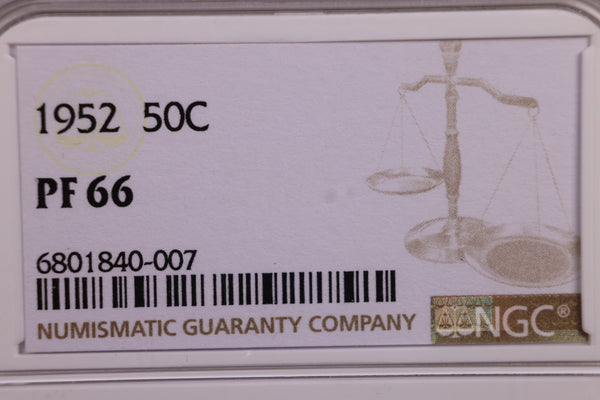 1952 50C
PF 66
6801840-007
NUMISMATIC GUARANTY COMPANY
NGC®